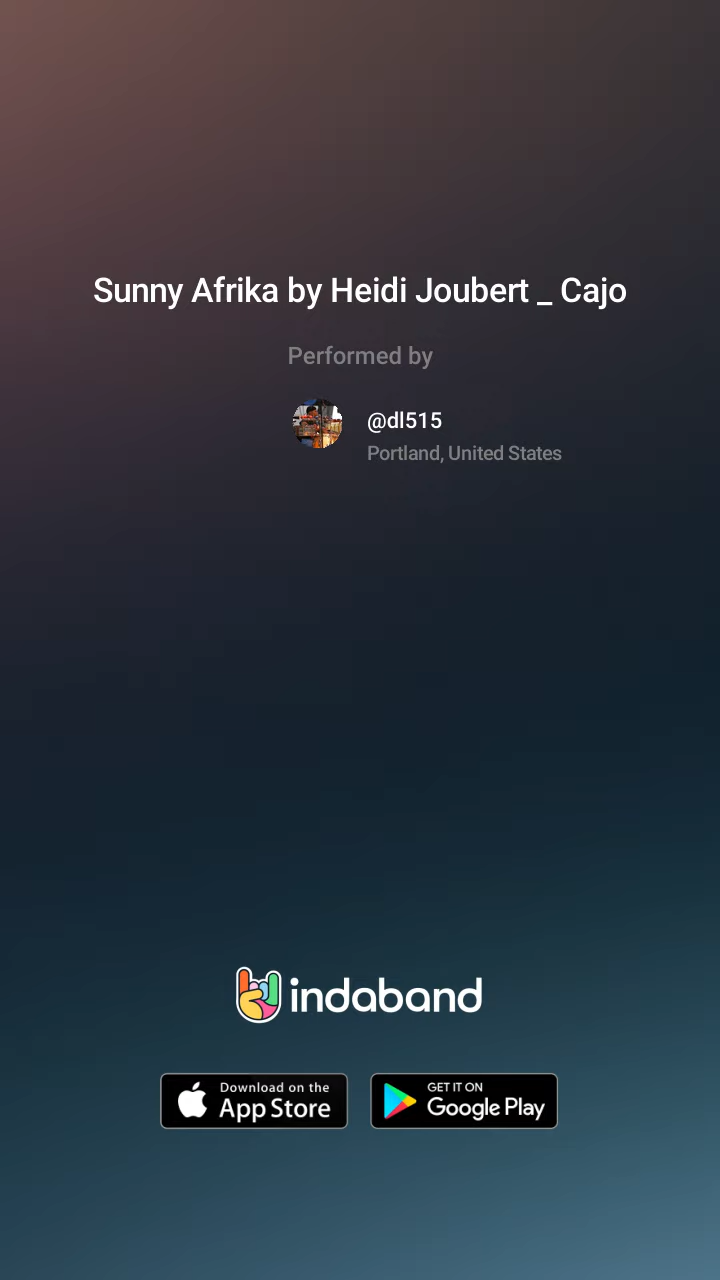 Sunny Afrika by Heidi Joubert _ Cajo
Performed by
@dl515
Portland, United States
indaband
Download on the
App Store
GET IT ON
Google Play